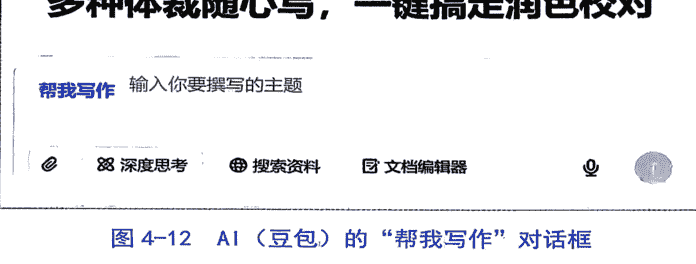 多种体裁随心写，一键搞定润色校对
帮我写作 输入你要撰写的主题
深度思考 搜索资料 文档编辑器
图 4-12 AI（豆包）的“帮我写作”对话框